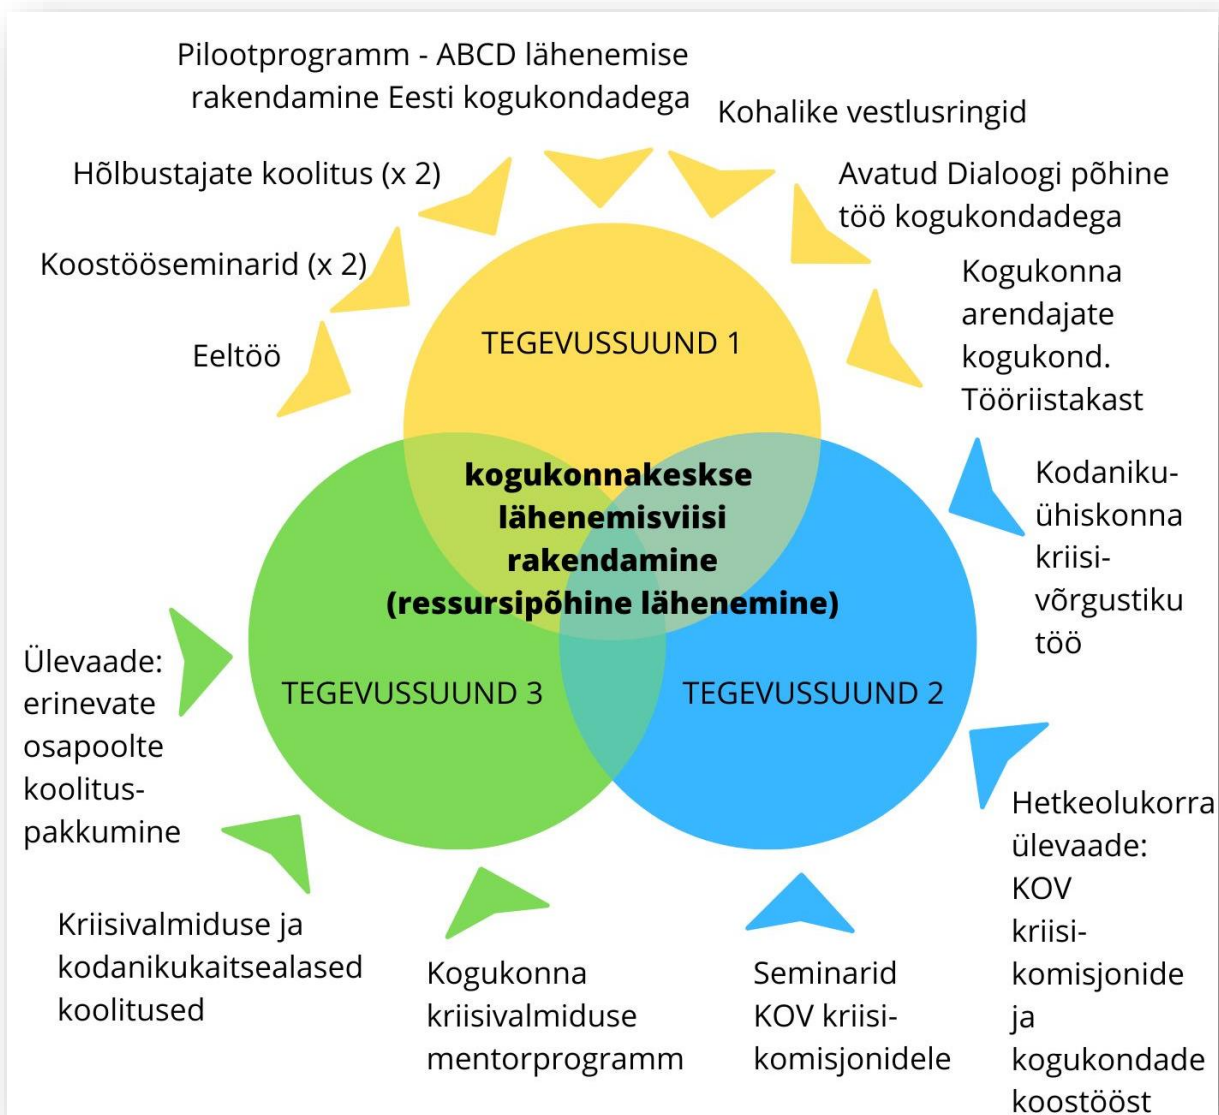 Pilootprogramm - ABCD lähenemise
rakendamine Eesti kogukondadega
Kohalike vestlusringid
Hõlbustajate koolitus (x 2)
Avatud Dialoogi põhine
töö kogukondadega
Koostööseminarid (x 2)
Kogukonna
arendajate
kogukond.
Tööriistakast
Eeltöö
TEGEVUSSUUND 1
kogukonnakeskse
lähenemisviisi
rakendamine
(ressursipõhine lähenemine)
Kodaniku-
ühiskonna
kriisi-
võrgustiku
töö
Ülevaade:
erinevate
osapoolte
koolitus-
pakkumine
TEGEVUSSUUND 3
TEGEVUSSUUND 2
Hetkeolukorra
ülevaade:
KOV
kriisi-
komisjonide
ja
kogukondade
koostööst
Kriisivalmiduse ja
kodanikukaitsealased
koolitused
Kogukonna
kriisivalmiduse
mentorprogramm
Seminarid
KOV kriisi-
komisjonidele